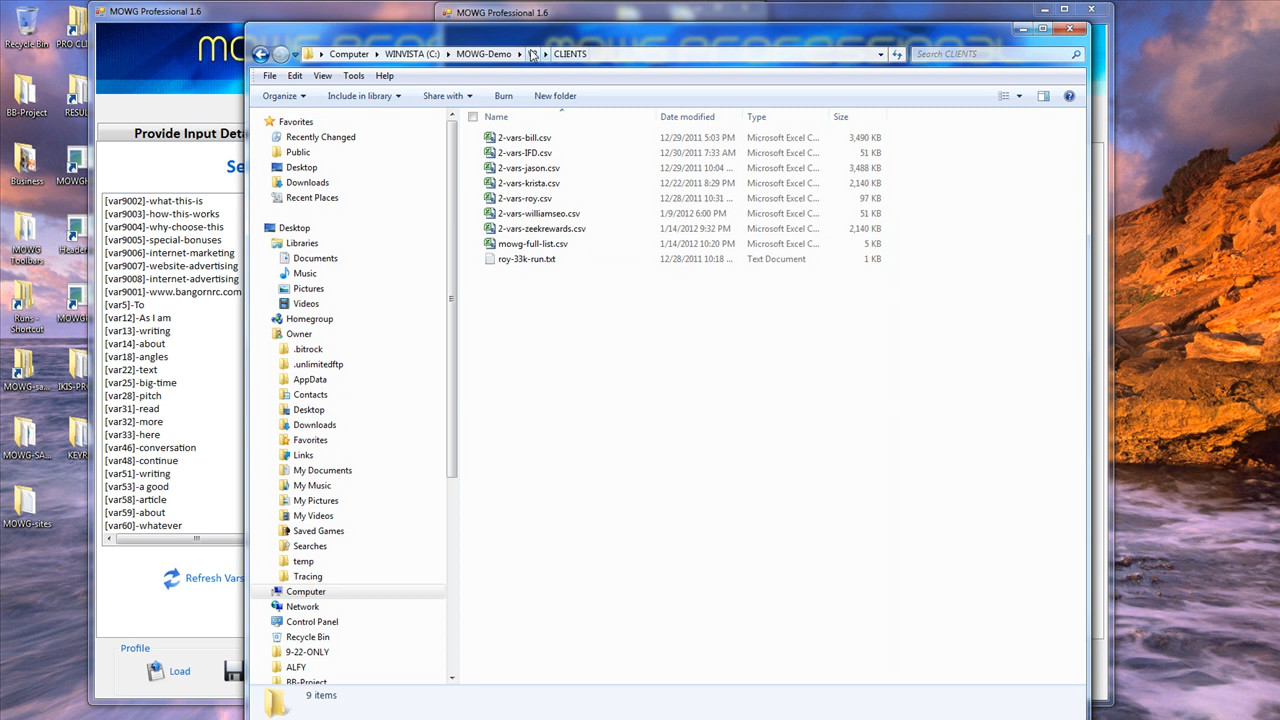 MOWG Professional 1.6
MOWG Professional 1.6
Recycle Bin
PRO CLI
BB-Project
RESUL
Business
MOWGH
MOWG Toolbars
Header
Runs - Shortcut
MOWGI
MOWG-sa...
IKIS-PRO
MOWG-SA...
KEYR
MOWG-sites
Provide Input Deta
Se
[var9002]-what-this-is
[var9003]-how-this-works
[var9004]-why-choose-this
[var9005]-special-bonuses
[var9006]-internet-marketing
[var9007]-website-advertising
[var9008]-internet-advertising
[var9001]-www.bangornrc.com
[var5]-To
[var12]-As I am
[var13]-writing
[var14]-about
[var18]-angles
[var22]-text
[var25]-big-time
[var28]-pitch
[var31]-read
[var32]-more
[var33]-here
[var46]-conversation
[var48]-continue
[var51]-writing
[var53]-a good
[var58]-article
[var59]-about
[var60]-whatever
Refresh Vars
Profile
Load
Computer
WINVISTA (C:)
MOWG-Demo
CLIENTS
Search CLIENTS
File Edit View Tools Help
Organize Include in library Share with Burn New folder
Favorites
Recently Changed
Public
Desktop
Downloads
Recent Places
Desktop
Libraries
Documents
Music
Pictures
Videos
Homegroup
Owner
.bitrock
.unlimitedftp
AppData
Contacts
Desktop
Downloads
Favorites
Links
My Documents
My Music
My Pictures
My Videos
Saved Games
Searches
temp
Tracing
Computer
Network
Control Panel
Recycle Bin
9-22-ONLY
ALFY
BB-Project
Name Date modified Type Size
2-vars-bill.csv 12/29/2011 5:03 PM Microsoft Excel C... 3,490 KB
2-vars-IFD.csv 12/30/2011 7:33 AM Microsoft Excel C... 51 KB
2-vars-jason.csv 12/29/2011 10:04 ... Microsoft Excel C... 3,488 KB
2-vars-krista.csv 12/22/2011 8:29 PM Microsoft Excel C... 2,140 KB
2-vars-roy.csv 12/28/2011 10:31 ... Microsoft Excel C... 97 KB
2-vars-williamseo.csv 1/9/2012 6:00 PM Microsoft Excel C... 51 KB
2-vars-zeekrewards.csv 1/14/2012 9:32 PM Microsoft Excel C... 2,140 KB
mowg-full-list.csv 1/14/2012 10:20 PM Microsoft Excel C... 5 KB
roy-33k-run.txt 12/28/2011 10:18 ... Text Document 1 KB
9 items